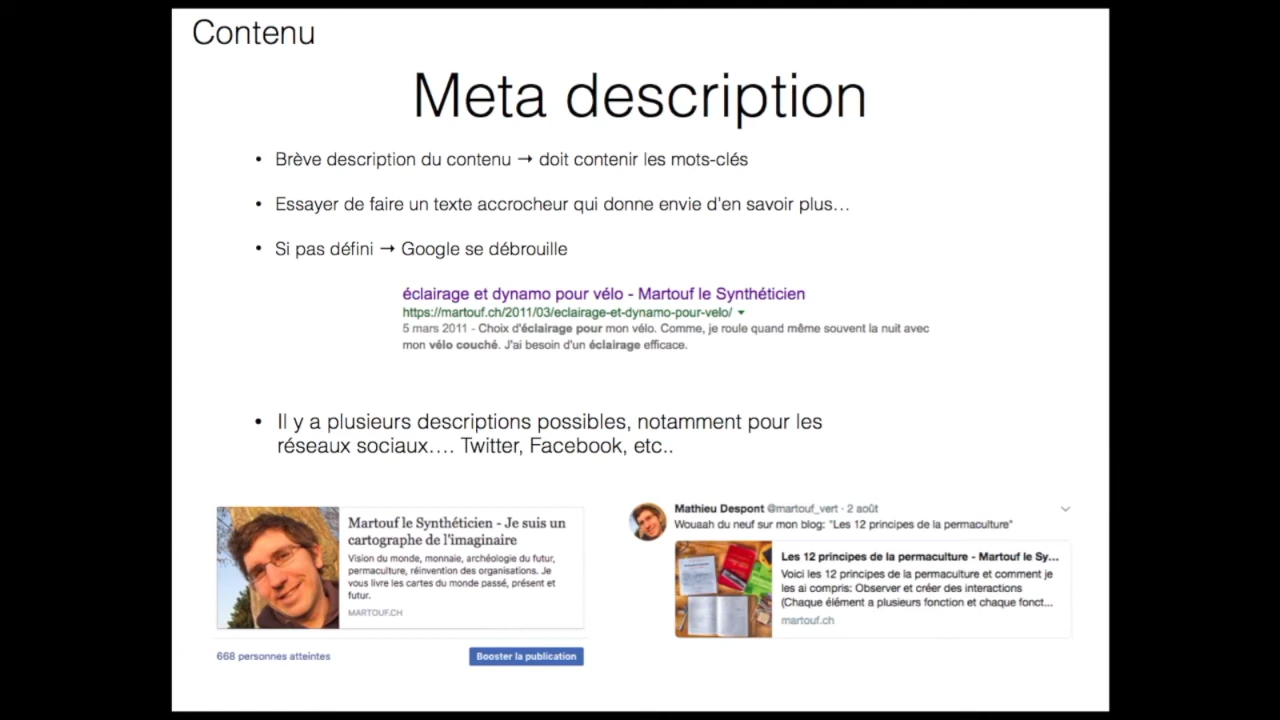 Contenu
Meta description
• Brève description du contenu → doit contenir les mots-clés
• Essayer de faire un texte accrocheur qui donne envie d'en savoir plus…
• Si pas défini → Google se débrouille
éclairage et dynamo pour vélo - Martouf le Synthéticien
https://martouf.ch/2011/03/eclairage-et-dynamo-pour-velo/
5 mars 2011 - Choix d'éclairage pour mon vélo. Comme, je roule quand même souvent la nuit avec
mon vélo couché. J'ai besoin d'un éclairage efficace.
• Il y a plusieurs descriptions possibles, notamment pour les
réseaux sociaux…. Twitter, Facebook, etc..
Martouf le Synthéticien - Je suis un
cartographe de l'imaginaire
Vision du monde, monnaie, archéologie du futur,
permaculture, réinvention des organisations. Je
vous livre les cartes du monde passé, présent et
futur.
MARTOUF.CH
668 personnes atteintes
Booster la publication
Mathieu Despont @martouf_vert · 2 août
Wouaah du neuf sur mon blog: "Les 12 principes de la permaculture"
Les 12 principes de la permaculture - Martouf le Sy...
Voici les 12 principes de la permaculture et comment je
les ai compris: Observer et créer des interactions
(Chaque élément a plusieurs fonction et chaque fonct...
martouf.ch